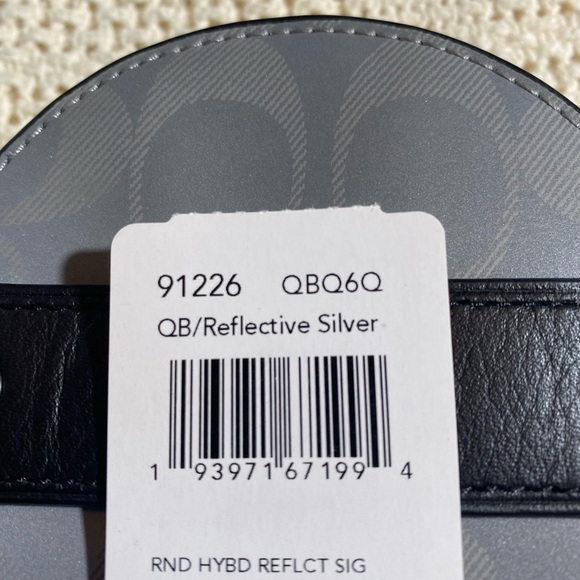 91226 QBQ6Q
QB/Reflective Silver
1 93971 67199 4
RND HYBD REFLCT SIG